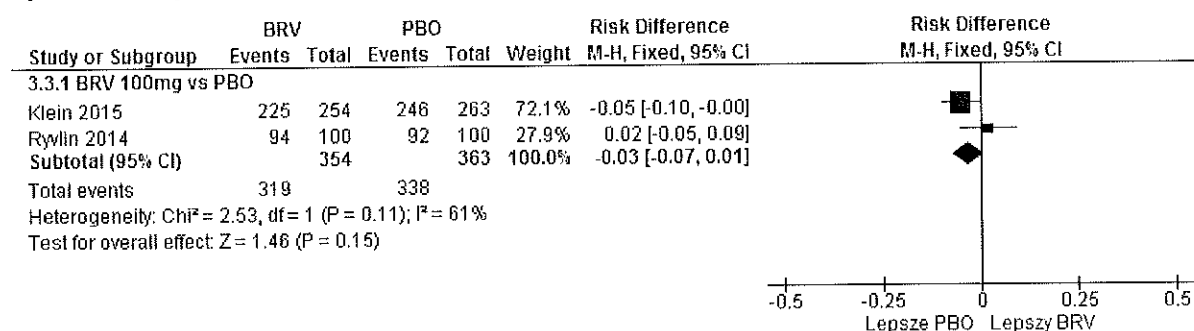 BRV PBO Risk Difference Risk Difference
Study or Subgroup Events Total Events Total Weight M-H, Fixed, 95% CI M-H, Fixed, 95% CI
3.3.1 BRV 100mg vs PBO
Klein 2015 225 254 246 263 72.1% -0.05 [-0.10, -0.00]
Ryvlin 2014 94 100 92 100 27.9% 0.02 [-0.05, 0.09]
Subtotal (95% CI) 354 363 100.0% -0.03 [-0.07, 0.01]
Total events 319 338
Heterogeneity: Chi² = 2.53, df = 1 (P = 0.11); I² = 61%
Test for overall effect: Z = 1.46 (P = 0.15)
-0.5 -0.25 0 0.25 0.5
Lepsze PBO Lepszy BRV